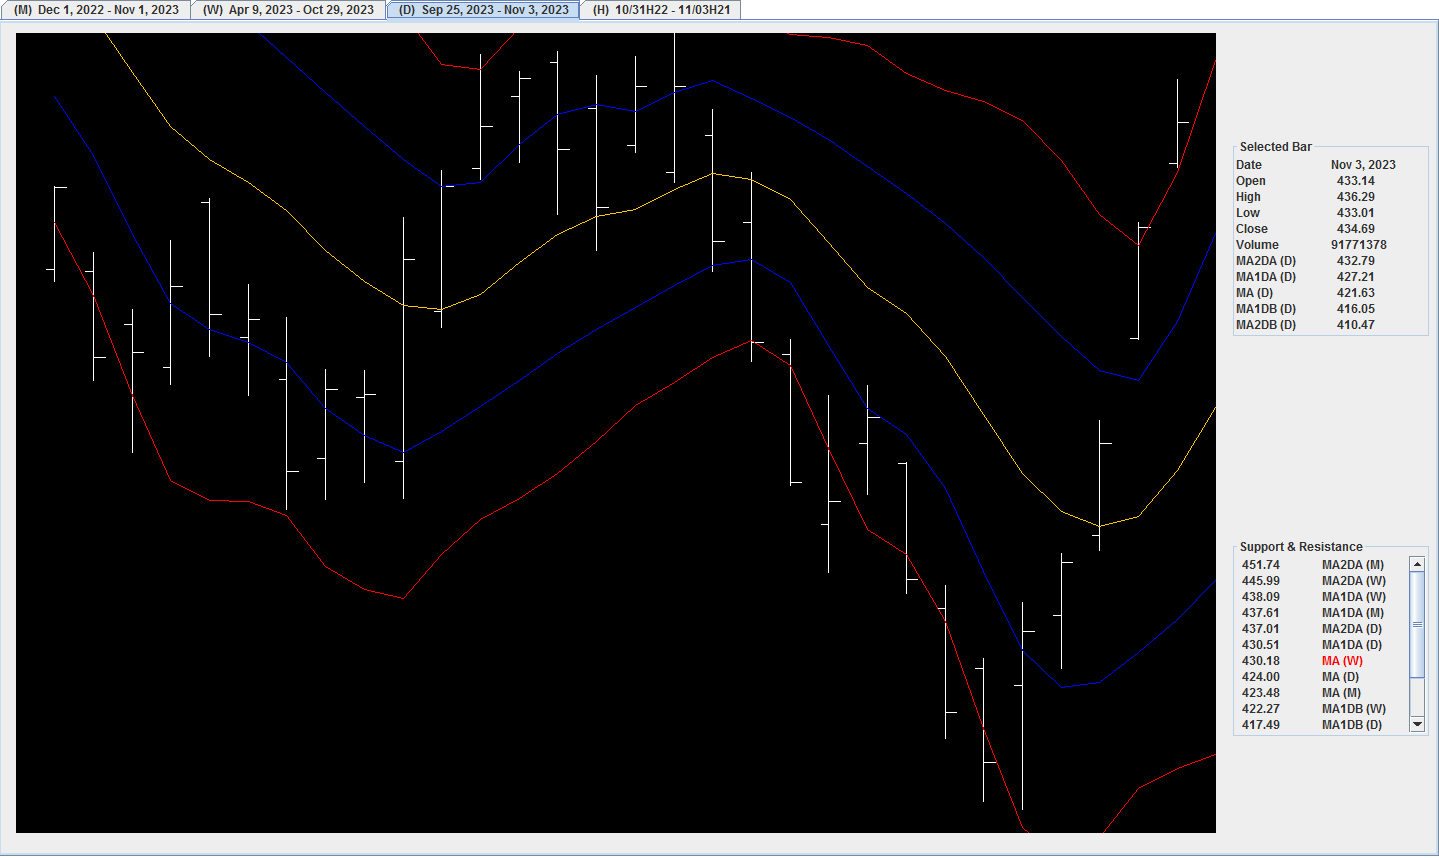 (M) Dec 1, 2022 - Nov 1, 2023 (W) Apr 9, 2023 - Oct 29, 2023 (D) Sep 25, 2023 - Nov 3, 2023 (H) 10/31H22 - 11/03H21
Selected Bar
Date Nov 3, 2023
Open 433.14
High 436.29
Low 433.01
Close 434.69
Volume 91771378
MA2DA (D) 432.79
MA1DA (D) 427.21
MA (D) 421.63
MA1DB (D) 416.05
MA2DB (D) 410.47
Support & Resistance
451.74 MA2DA (M)
445.99 MA2DA (W)
438.09 MA1DA (W)
437.61 MA1DA (M)
437.01 MA2DA (D)
430.51 MA1DA (D)
430.18 MA (W)
424.00 MA (D)
423.48 MA (M)
422.27 MA1DB (W)
417.49 MA1DB (D)